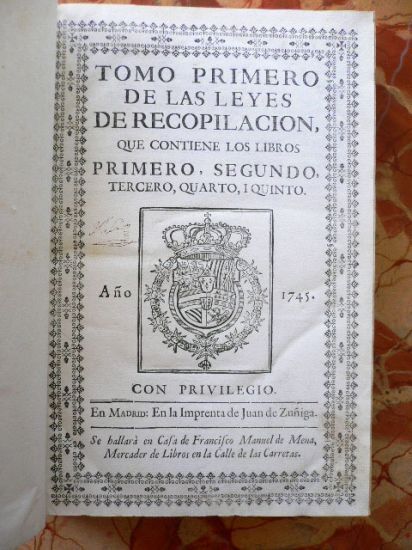 TOMO PRIMERO
DE LAS LEYES
DE RECOPILACION,
QUE CONTIENE LOS LIBROS
PRIMERO, SEGUNDO,
TERCERO, QUARTO, I QUINTO.
Año 1745.
CON PRIVILEGIO.
En MADRID: En la Imprenta de Juan de Zuñiga.
Se hallarà en Caſa de Franciſco Manuel de Mena,
Mercader de Libros en la Calle de las Carretas.